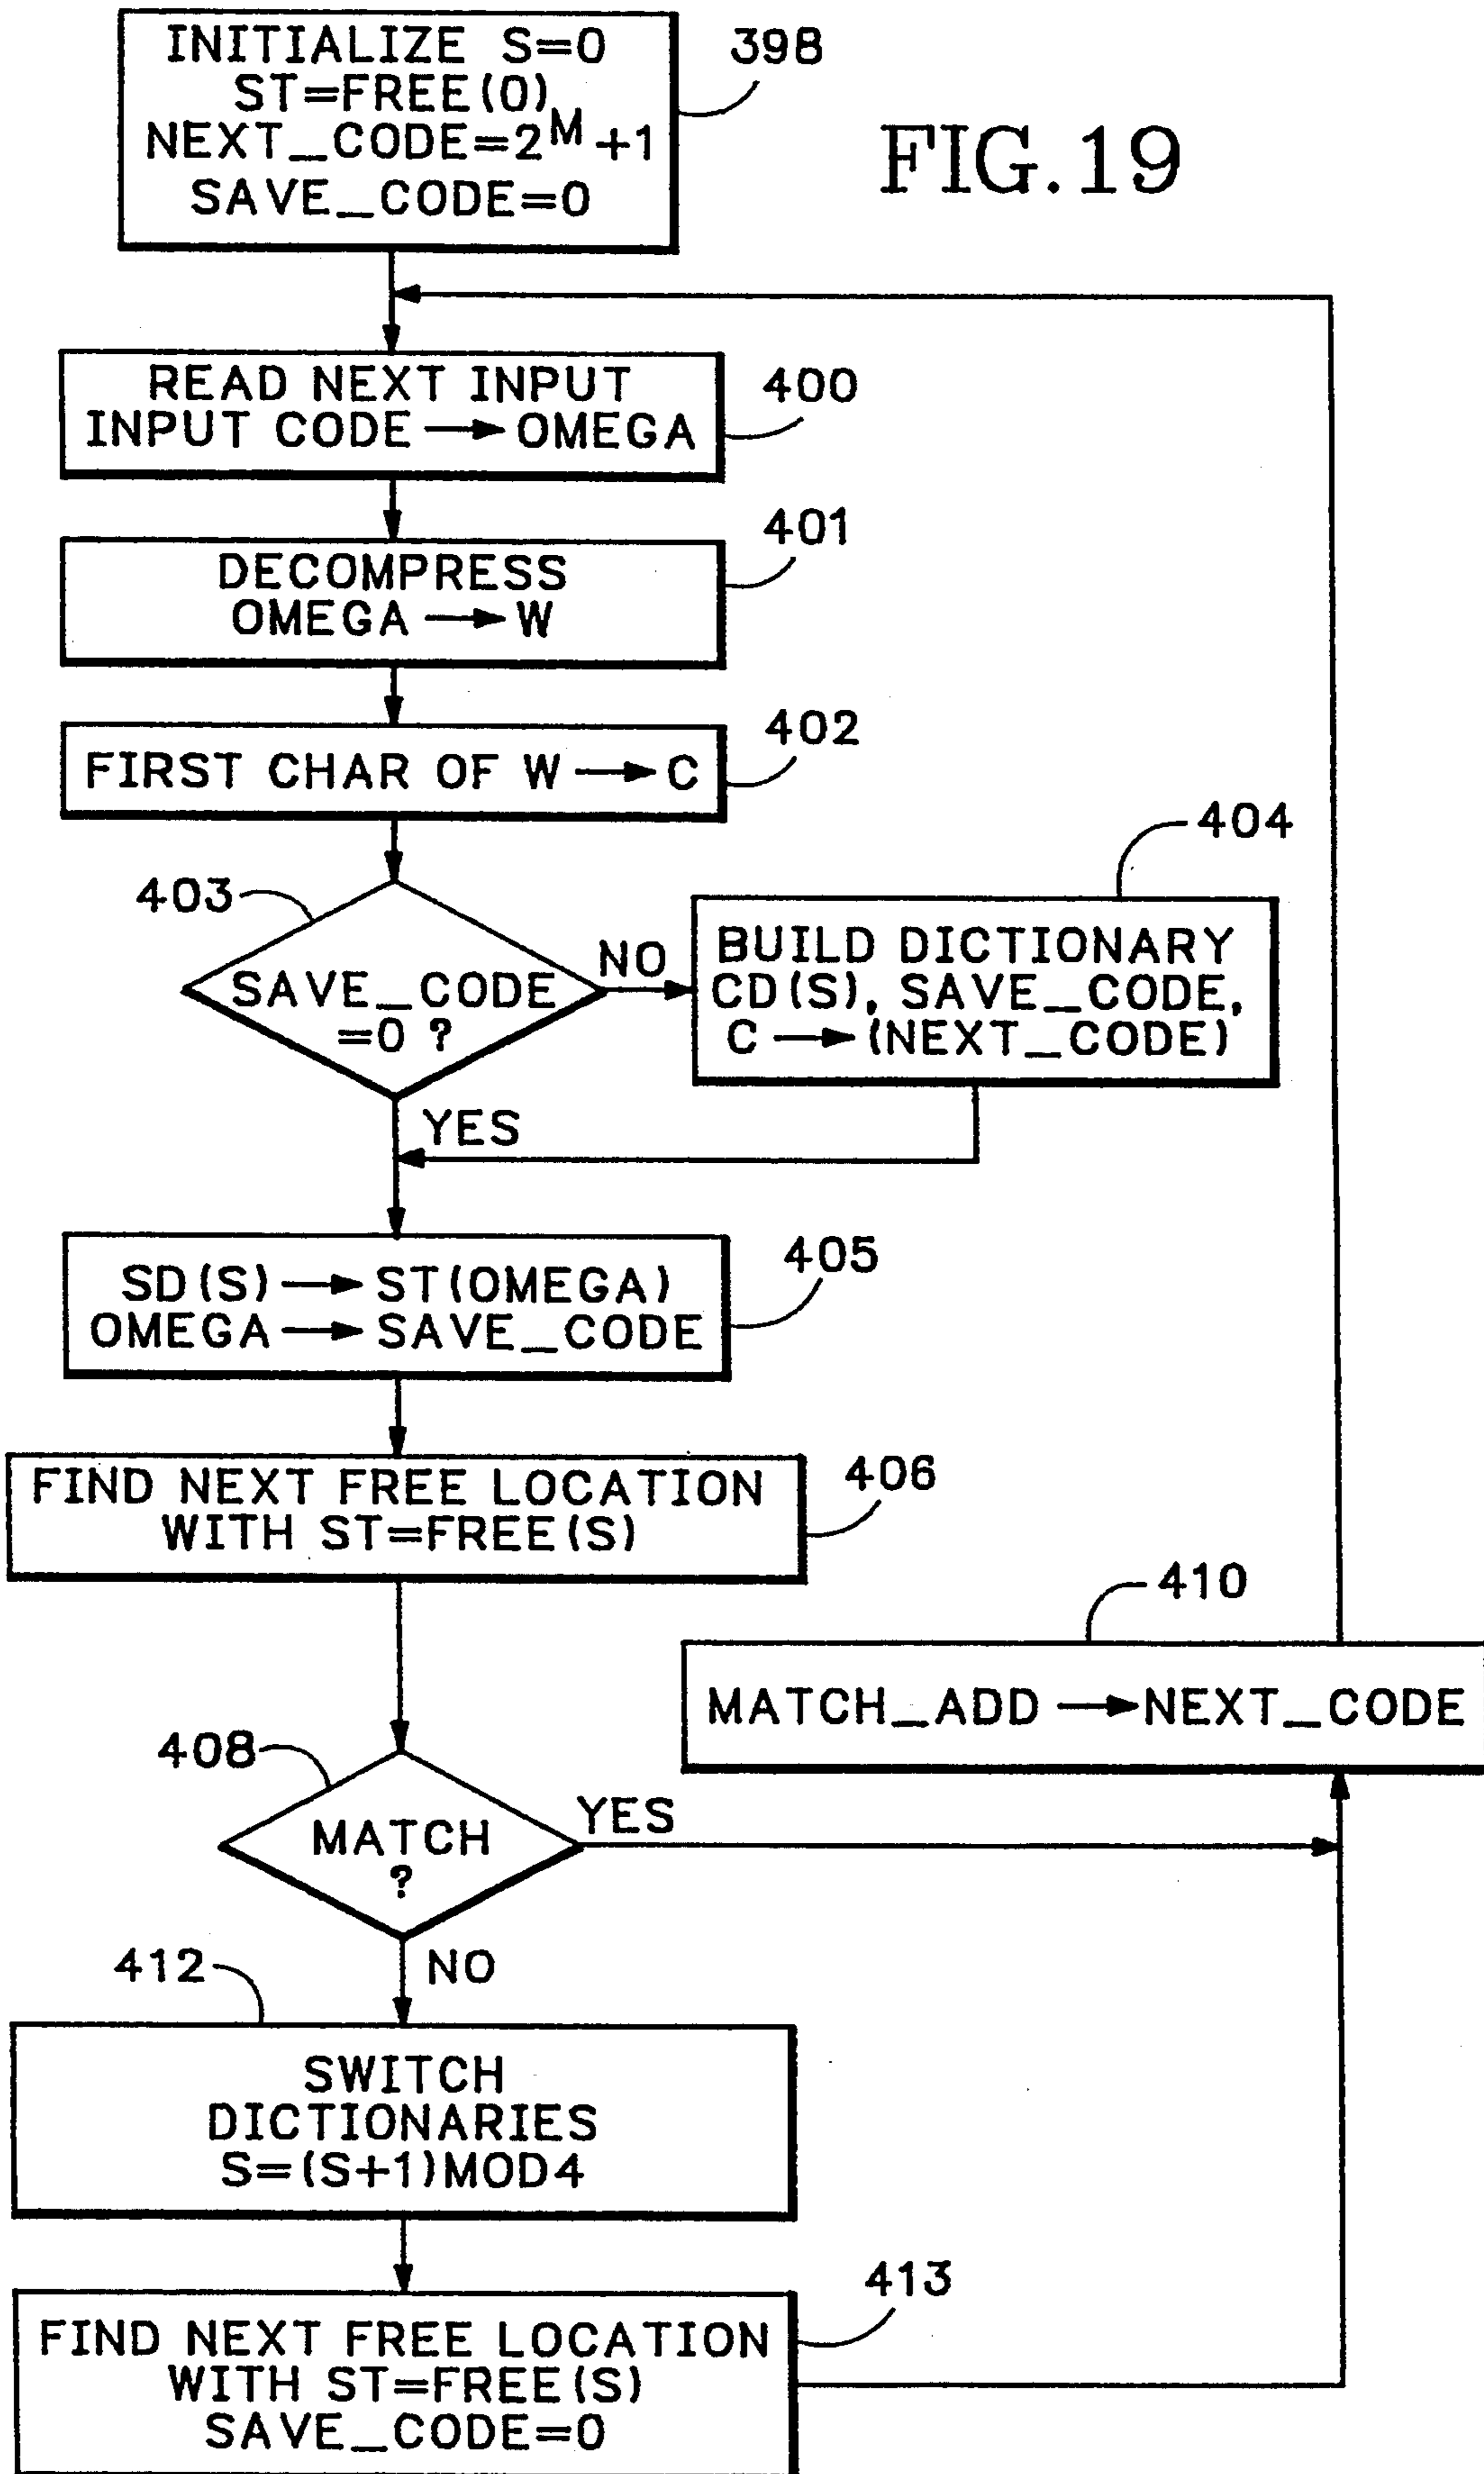 INITIALIZE S=0
ST=FREE(0)
NEXT_CODE=2^M+1
SAVE_CODE=0
398
FIG.19
READ NEXT INPUT
INPUT CODE → OMEGA
400
DECOMPRESS
OMEGA → W
401
FIRST CHAR OF W → C
402
403
SAVE_CODE
=0 ?
NO
404
BUILD DICTIONARY
CD(S), SAVE_CODE,
C → (NEXT_CODE)
YES
SD(S) → ST(OMEGA)
OMEGA → SAVE_CODE
405
FIND NEXT FREE LOCATION
WITH ST=FREE(S)
406
410
MATCH_ADD → NEXT_CODE
408
MATCH
?
YES
NO
412
SWITCH
DICTIONARIES
S=(S+1)MOD4
413
FIND NEXT FREE LOCATION
WITH ST=FREE(S)
SAVE_CODE=0